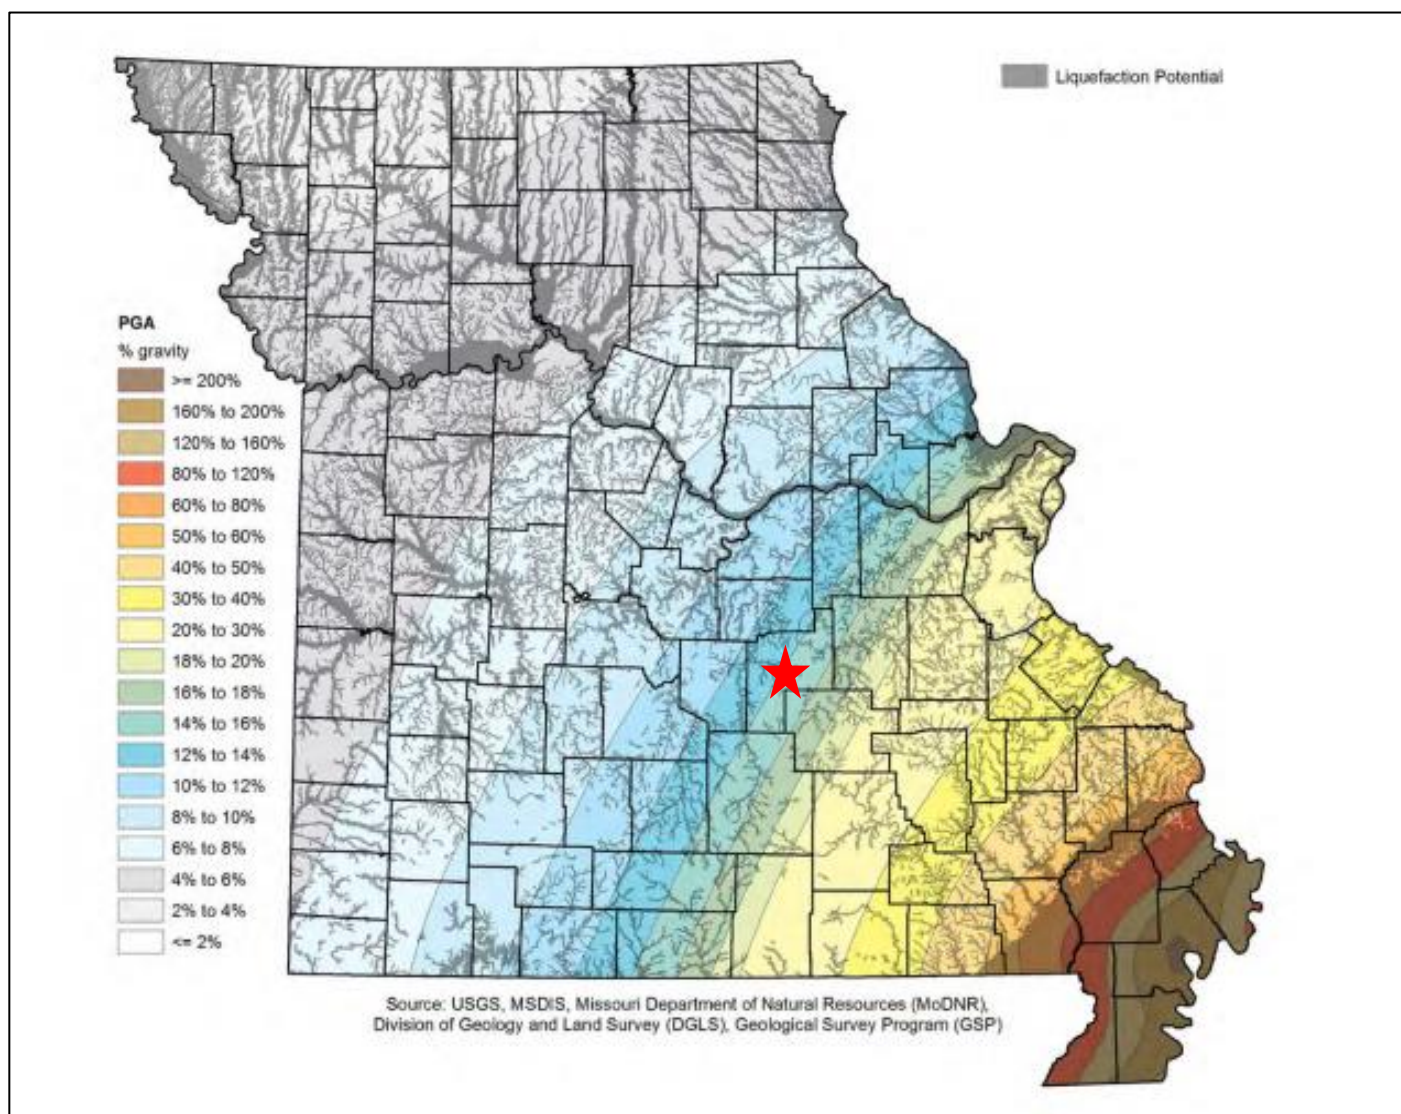 Liquefaction Potential
PGA
% gravity
>= 200%
160% to 200%
120% to 160%
80% to 120%
60% to 80%
50% to 60%
40% to 50%
30% to 40%
20% to 30%
18% to 20%
16% to 18%
14% to 16%
12% to 14%
10% to 12%
8% to 10%
6% to 8%
4% to 6%
2% to 4%
<= 2%
Source: USGS, MSDIS, Missouri Department of Natural Resources (MoDNR),
Division of Geology and Land Survey (DGLS), Geological Survey Program (GSP)